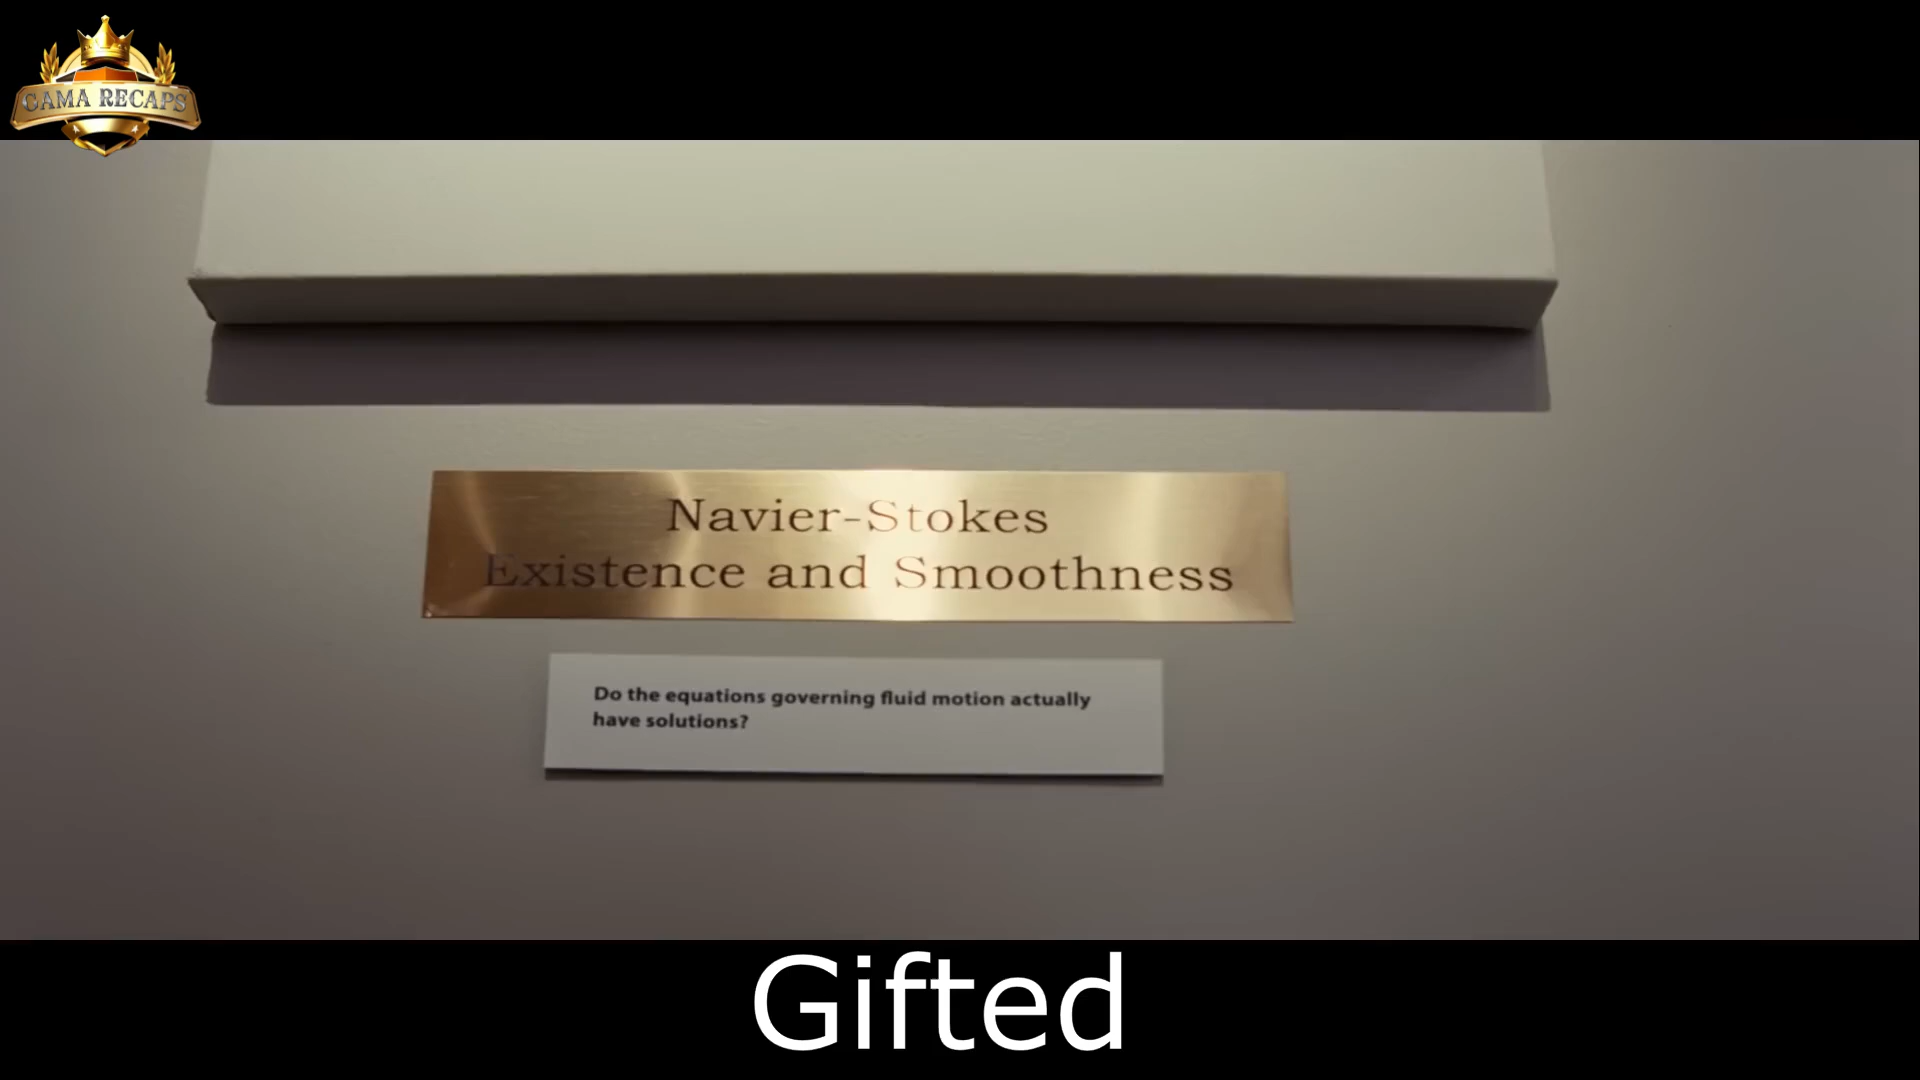 GAMA RECAPS
Navier-Stokes
Existence and Smoothness
Do the equations governing fluid motion actually
have solutions?
Gifted